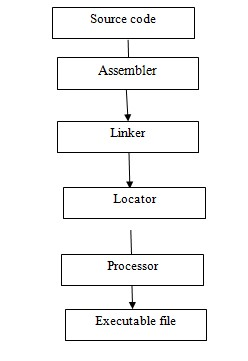 Source code
Assembler
Linker
Locator
Processor
Executable file